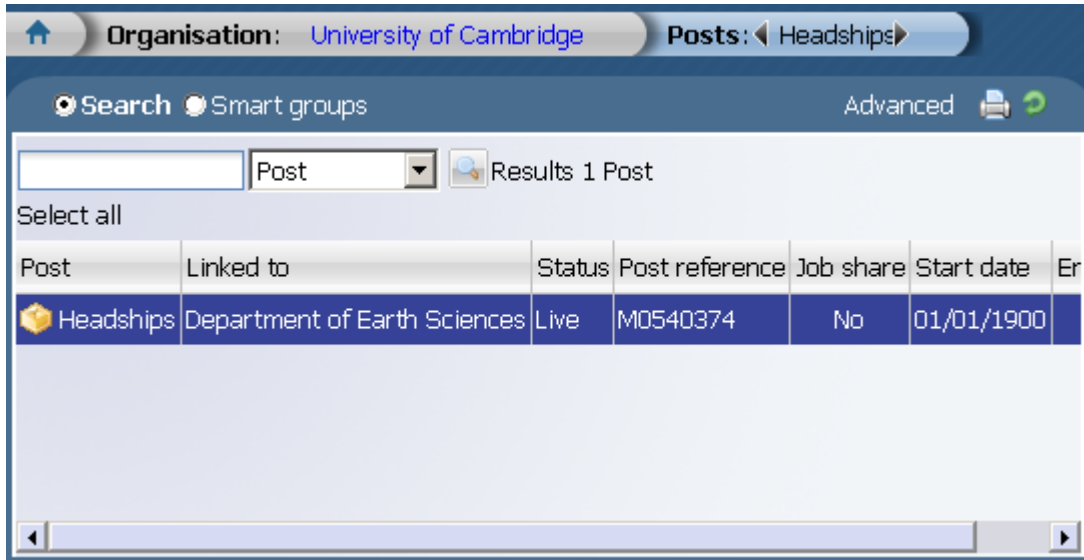 Organisation: University of Cambridge Posts: Headships
Search Smart groups Advanced
Post Results 1 Post
Select all
Post Linked to Status Post reference Job share Start date Er
Headships Department of Earth Sciences Live M0540374 No 01/01/1900